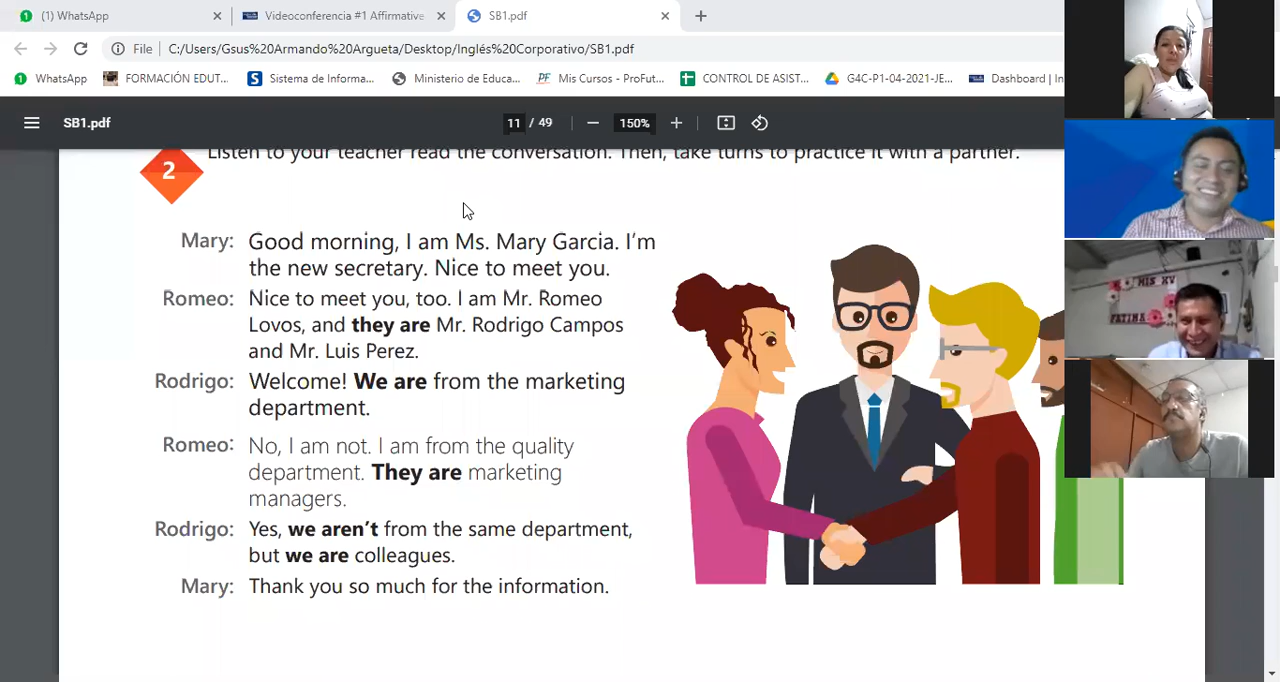 (1) WhatsApp
Videoconferencia #1 Affirmative
SB1.pdf
File C:/Users/Gsus%20Armando%20Argueta/Desktop/Inglés%20Corporativo/SB1.pdf
WhatsApp FORMACIÓN EDUT... Sistema de Informa... Ministerio de Educa... Mis Cursos - ProFut... CONTROL DE ASIST... G4C-P1-04-2021-JE... Dashboard | In
SB1.pdf 11 / 49 150%
2 Listen to your teacher read the conversation. Then, take turns to practice it with a partner.
Mary: Good morning, I am Ms. Mary Garcia. I'm
the new secretary. Nice to meet you.
Romeo: Nice to meet you, too. I am Mr. Romeo
Lovos, and they are Mr. Rodrigo Campos
and Mr. Luis Perez.
Rodrigo: Welcome! We are from the marketing
department.
Romeo: No, I am not. I am from the quality
department. They are marketing
managers.
Rodrigo: Yes, we aren't from the same department,
but we are colleagues.
Mary: Thank you so much for the information.
MIS XV
FATIMA